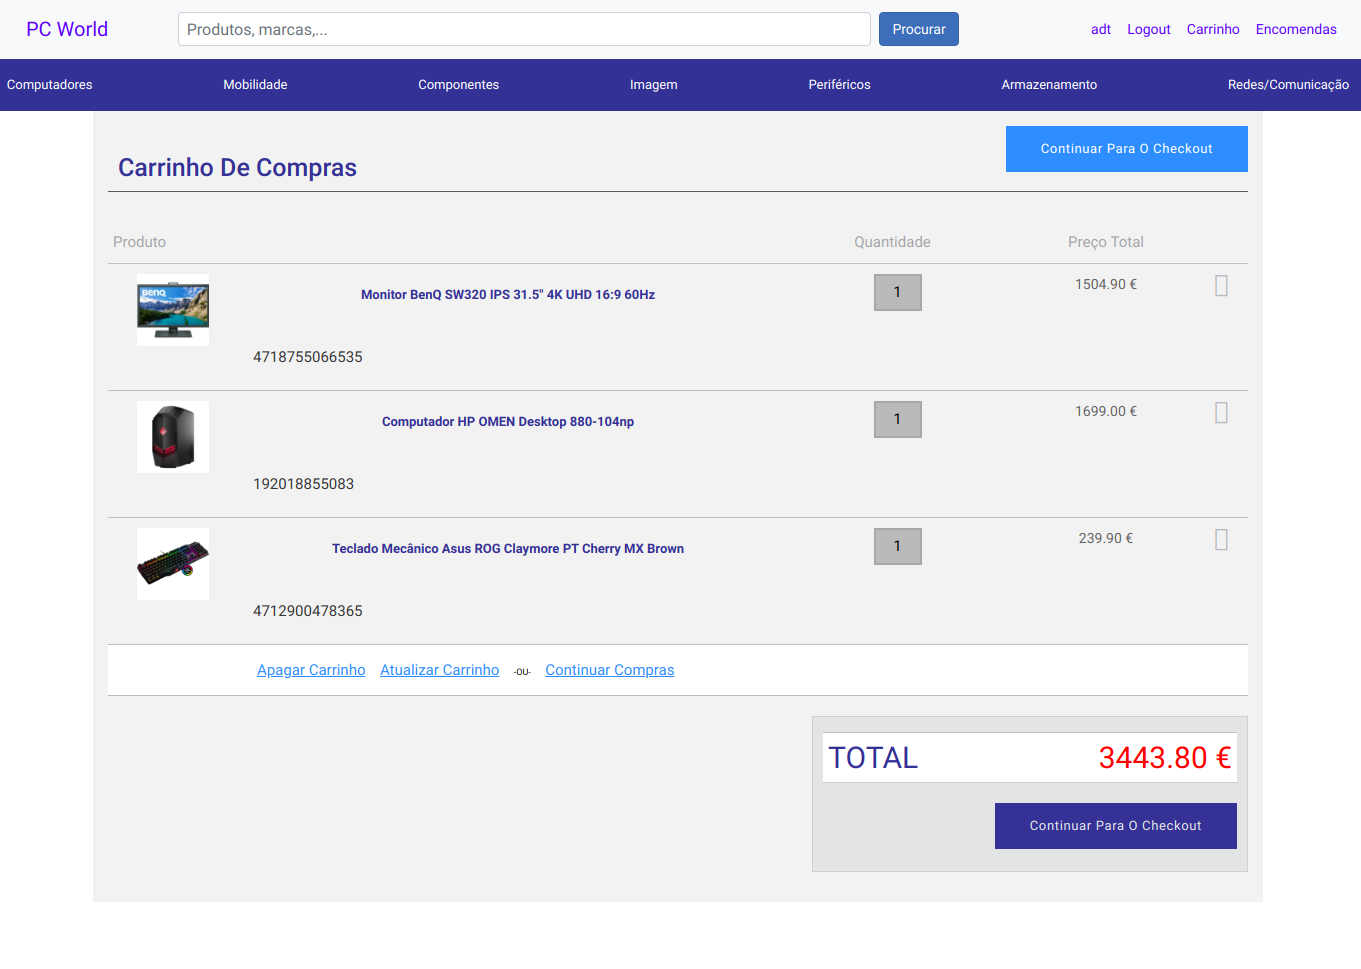 PC World
Produtos, marcas,...
Procurar
adt Logout Carrinho Encomendas
Computadores Mobilidade Componentes Imagem Periféricos Armazenamento Redes/Comunicação
Continuar Para O Checkout
Carrinho De Compras
Produto Quantidade Preço Total
BENQ
Monitor BenQ SW320 IPS 31.5" 4K UHD 16:9 60Hz 1 1504.90 €
4718755066535
Computador HP OMEN Desktop 880-104np 1 1699.00 €
192018855083
Teclado Mecânico Asus ROG Claymore PT Cherry MX Brown 1 239.90 €
4712900478365
Apagar Carrinho Atualizar Carrinho -OU- Continuar Compras
TOTAL 3443.80 €
Continuar Para O Checkout